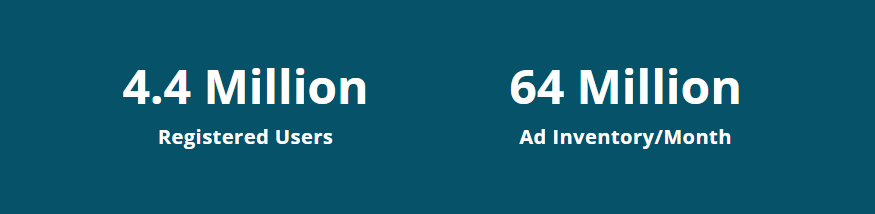 4.4 Million
64 Million
Registered Users
Ad Inventory/Month